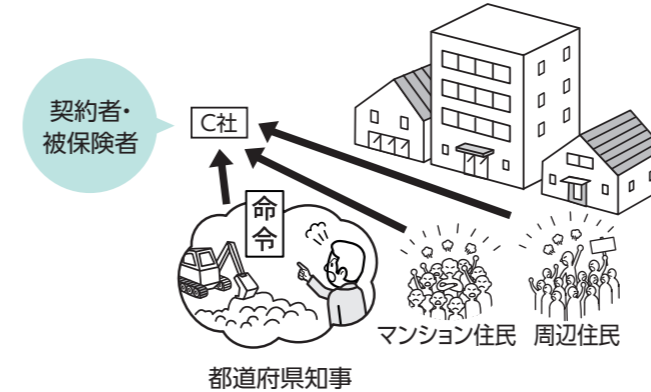 契約者・
被保険者
C社
命
令
マンション住民
周辺住民
都道府県知事